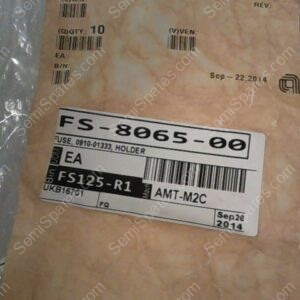 REV:
(Q)QTY: 10
(V)VEN:
EA:
B/N:
Sep-22,2014
FS-8065-00
FUSE, 0910-01333, HOLDER
EA
FS125-R1
AMT-M2C
UKB16701
FQ
Sep26
2014
SemiSpares.com